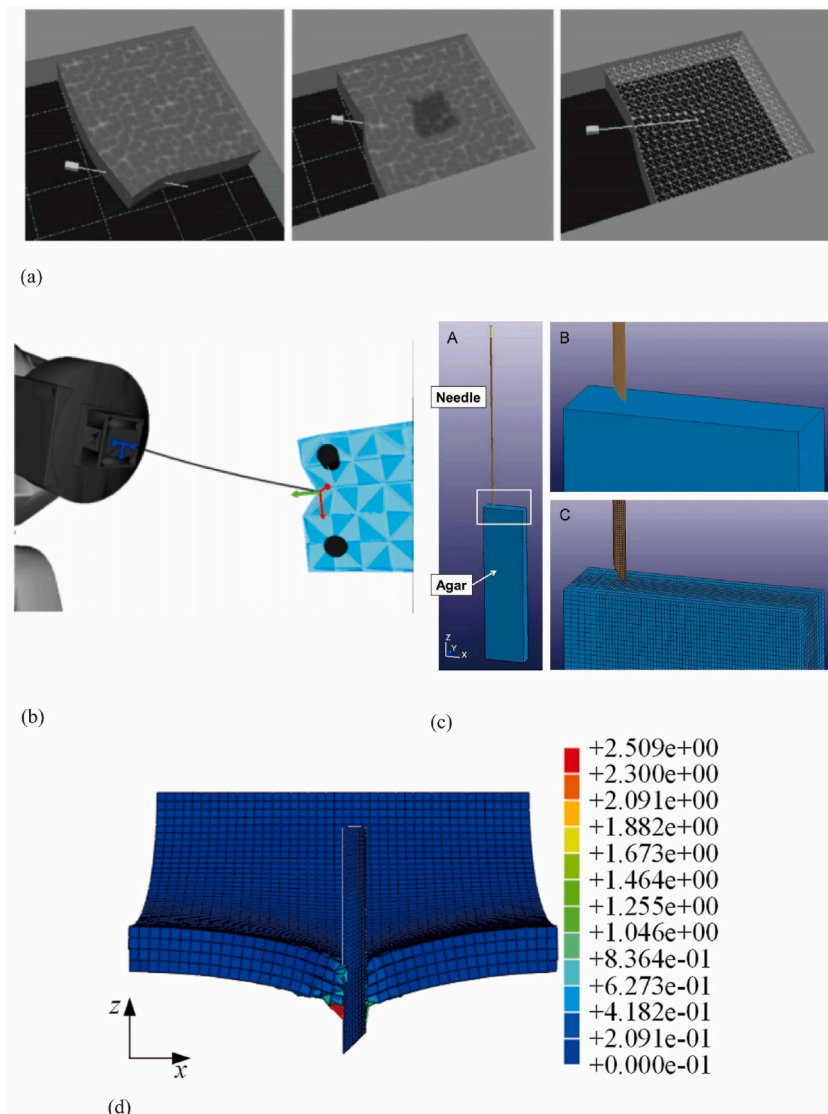 (a)
A
Needle
Agar
Z
Y
X
B
C
(b)
(c)
+2.509e+00
+2.300e+00
+2.091e+00
+1.882e+00
+1.673e+00
+1.464e+00
+1.255e+00
+1.046e+00
+8.364e-01
+6.273e-01
+4.182e-01
+2.091e-01
+0.000e-01
z
x
(d)